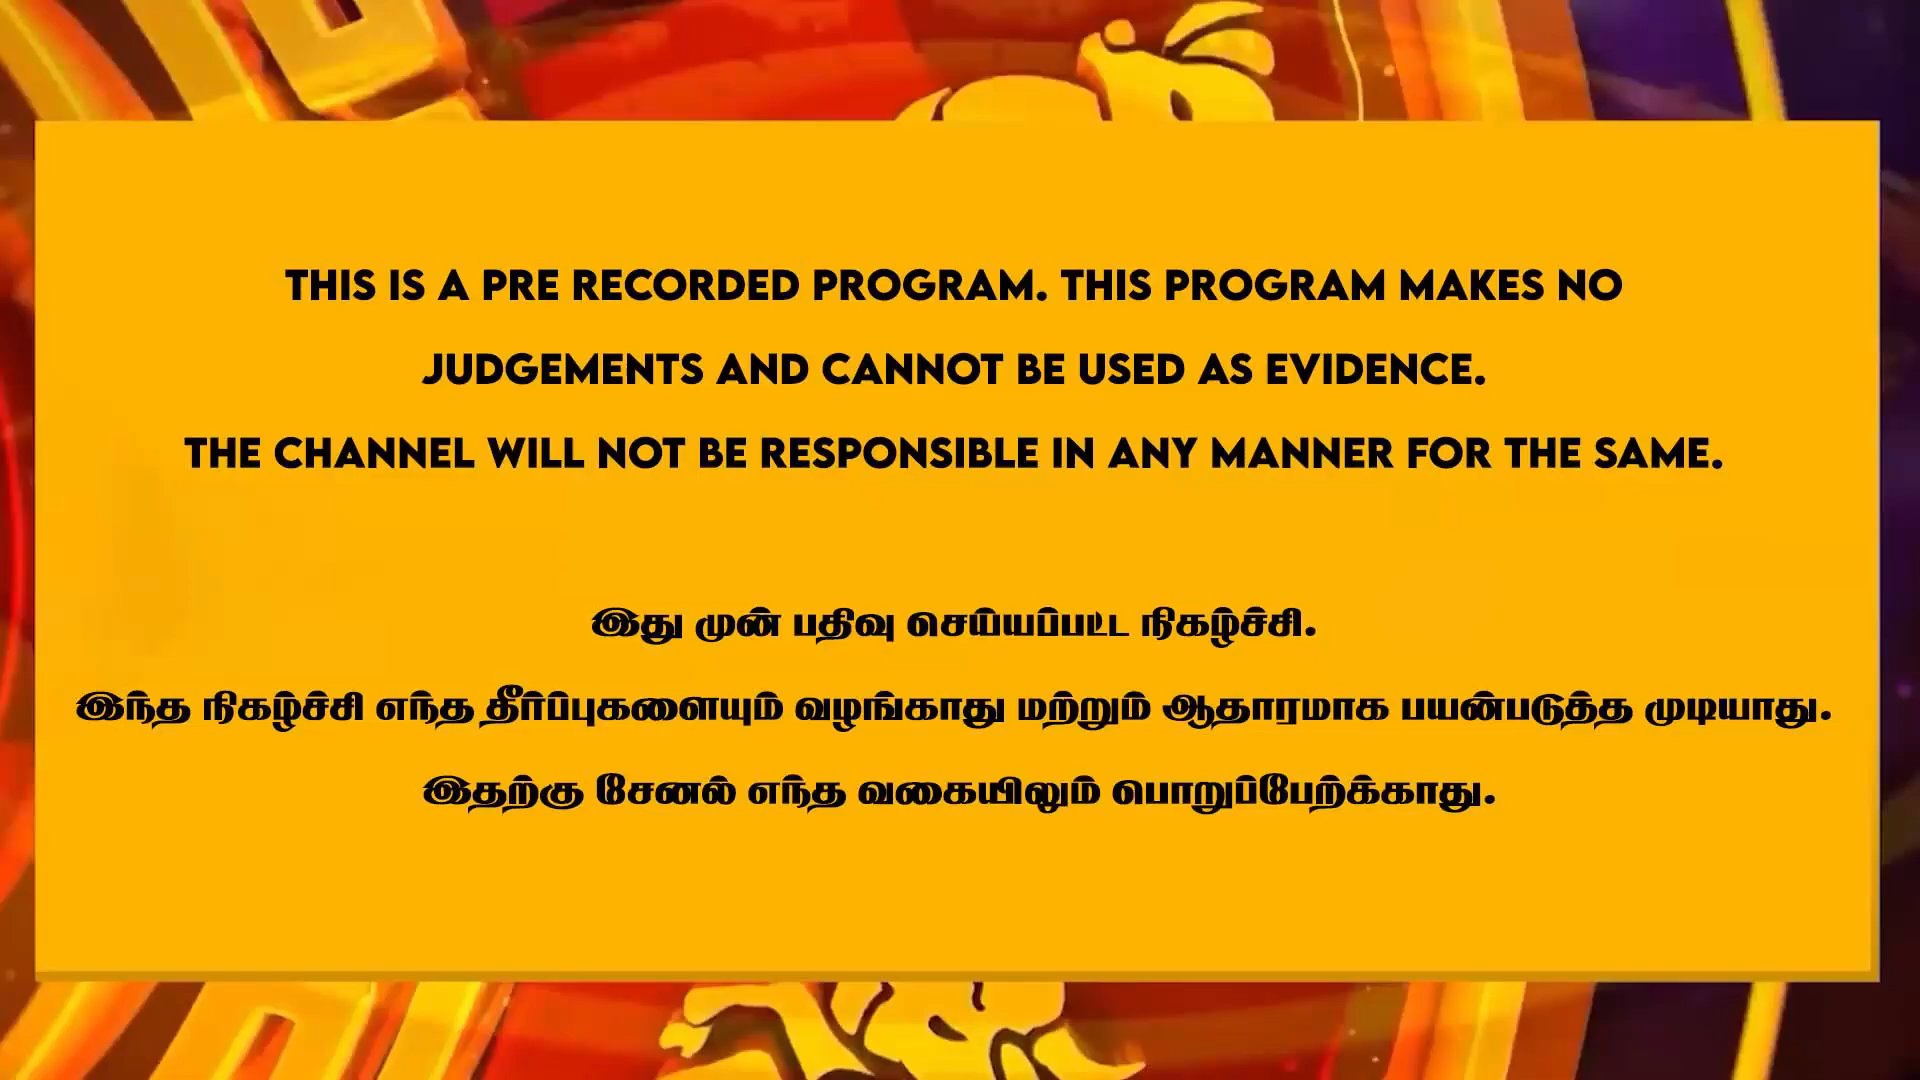 THIS IS A PRE RECORDED PROGRAM. THIS PROGRAM MAKES NO
JUDGEMENTS AND CANNOT BE USED AS EVIDENCE.
THE CHANNEL WILL NOT BE RESPONSIBLE IN ANY MANNER FOR THE SAME.
இது முன் பதிவு செய்யப்பட்ட நிகழ்ச்சி.
இந்த நிகழ்ச்சி எந்த தீர்ப்புகளையும் வழங்காது மற்றும் ஆதாரமாக பயன்படுத்த முடியாது.
இதற்கு சேனல் எந்த வகையிலும் பொறுப்பேற்க்காது.